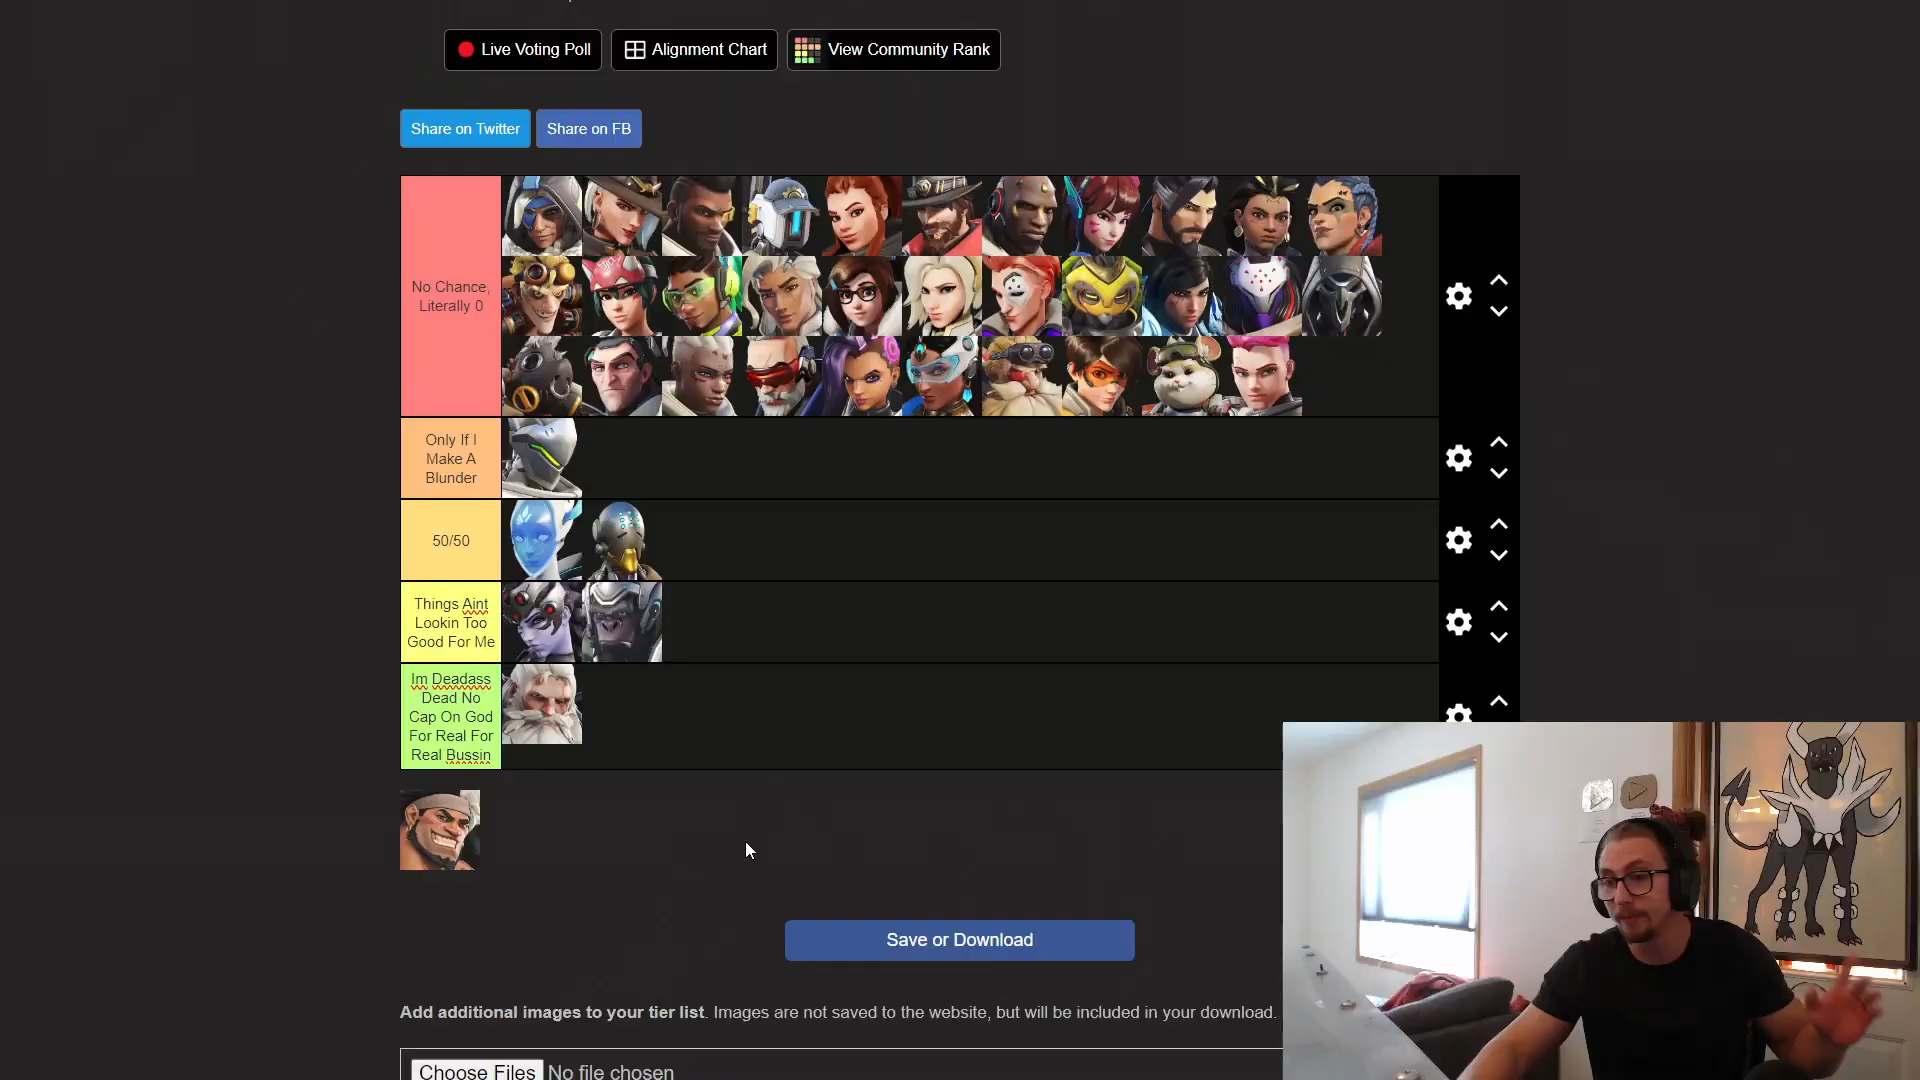 Live Voting Poll
Alignment Chart
View Community Rank
Share on Twitter
Share on FB
No Chance,
Literally 0
Only If I
Make A
Blunder
50/50
Things Aint
Lookin Too
Good For Me
Im Deadass
Dead No
Cap On God
For Real For
Real Bussin
Save or Download
Add additional images to your tier list. Images are not saved to the website, but will be included in your download.
Choose Files No file chosen